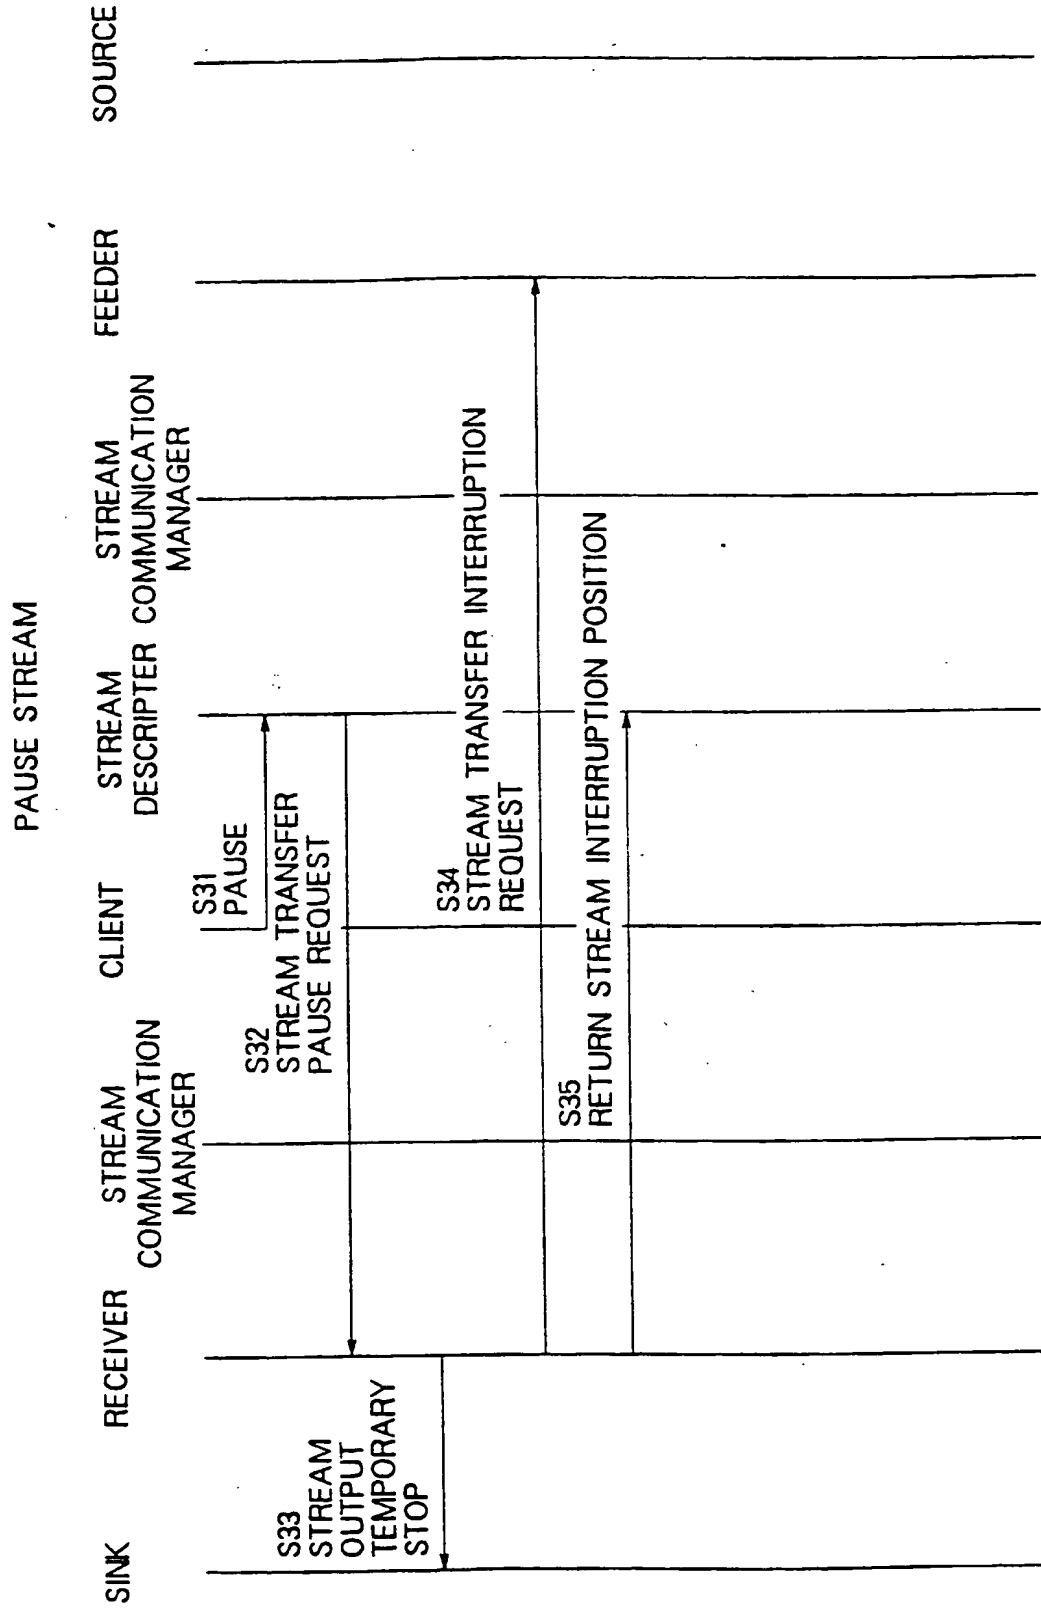 PAUSE STREAM
SINK
RECEIVER
STREAM
COMMUNICATION
MANAGER
CLIENT
STREAM
DESCRIPTER
STREAM
COMMUNICATION
MANAGER
FEEDER
SOURCE
S31
PAUSE
S32
STREAM TRANSFER
PAUSE REQUEST
S33
STREAM
OUTPUT
TEMPORARY
STOP
S34
STREAM TRANSFER INTERRUPTION
REQUEST
S35
RETURN STREAM INTERRUPTION POSITION